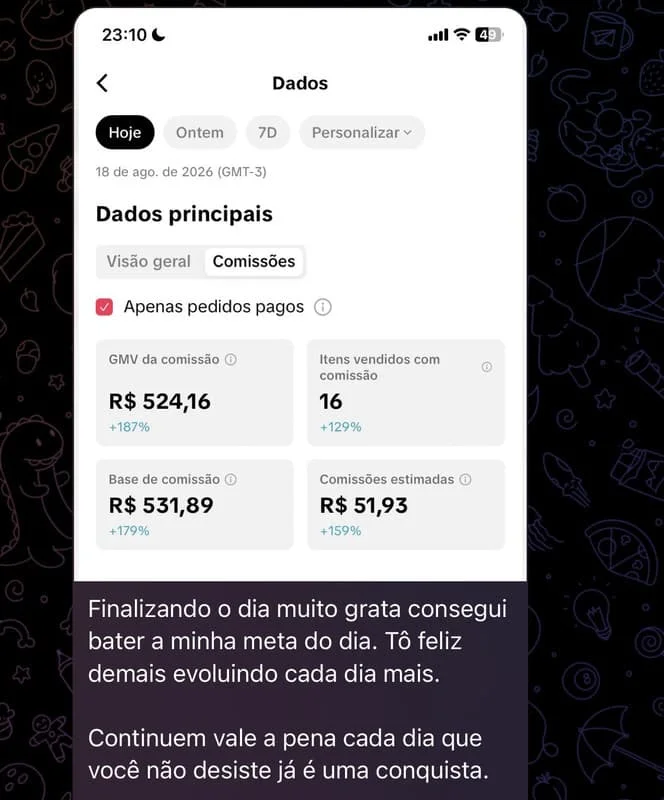 23:10
49
Dados
Hoje
Ontem
7D
Personalizar
18 de ago. de 2026 (GMT-3)
Dados principais
Visão geral
Comissões
Apenas pedidos pagos
GMV da comissão
R$ 524,16
+187%
Itens vendidos com
comissão
16
+129%
Base de comissão
R$ 531,89
+179%
Comissões estimadas
R$ 51,93
+159%
Finalizando o dia muito grata consegui
bater a minha meta do dia. Tô feliz
demais evoluindo cada dia mais.
Continuem vale a pena cada dia que
você não desiste já é uma conquista.